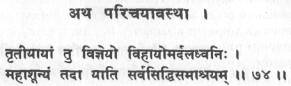 अथ परिचयावस्था ।
तृतीयायां तु विज्ञेयो विहायोमर्दलध्वनिः ।
महाशून्यं तदा याति सर्वसिद्धिसमाश्रयम् ॥ ७४ ॥